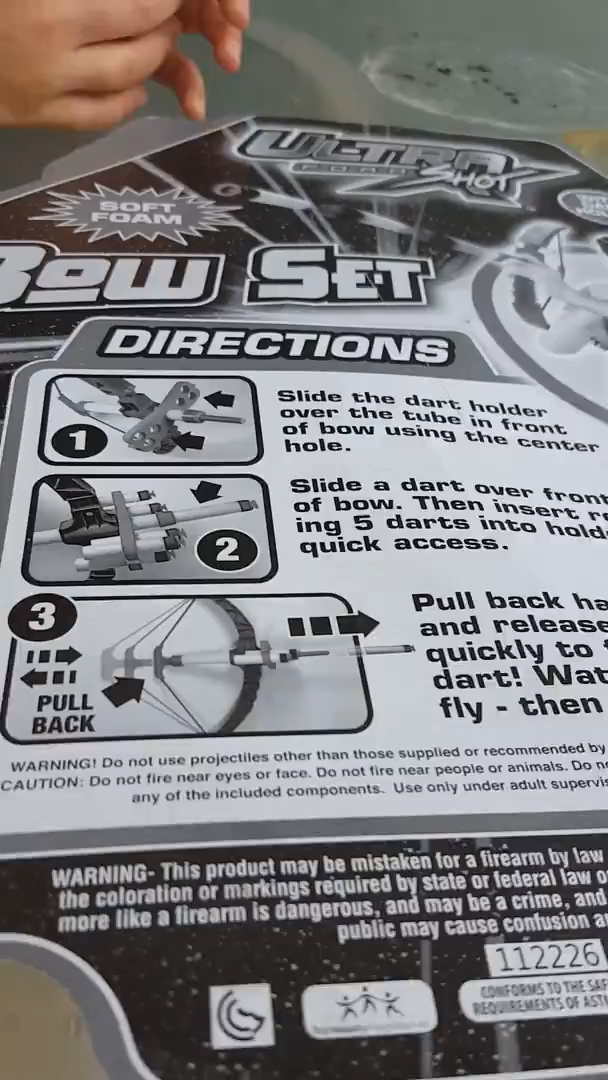 ULTRA
SHOT
SOFT
FOAM
BOW SET
DIRECTIONS
1
Slide the dart holder
over the tube in front
of bow using the center
hole.
2
Slide a dart over front
of bow. Then insert
ing 5 darts into
quick access.
3
PULL
BACK
Pull back
and release
quickly to
dart!
fly - then
WARNING! Do not use projectiles other than those supplied or recommended by
CAUTION: Do not fire near eyes or face. Do not fire near people or animals. Do
any of the included components. Use only under adult
WARNING- This product may be mistaken for a firearm by law
the coloration or markings required by state or federal law
more like a firearm is dangerous, and may be a crime, and
public may cause confusion
112226
CONFORMS TO THE
REQUIREMENTS OF